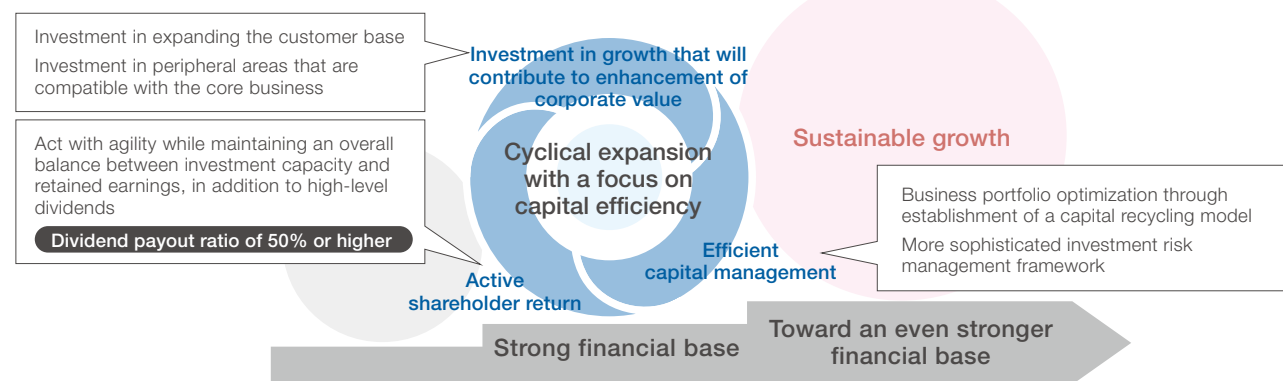 Investment in expanding the customer base
Investment in peripheral areas that are
compatible with the core business
Act with agility while maintaining an overall
balance between investment capacity and
retained earnings, in addition to high-level
dividends
Dividend payout ratio of 50% or higher
Investment in growth that will
contribute to enhancement of
corporate value
Cyclical expansion
with a focus on
capital efficiency
Efficient
capital management
Active
shareholder return
Sustainable growth
Business portfolio optimization through
establishment of a capital recycling model
More sophisticated investment risk
management framework
Strong financial base
Toward an even stronger
financial base